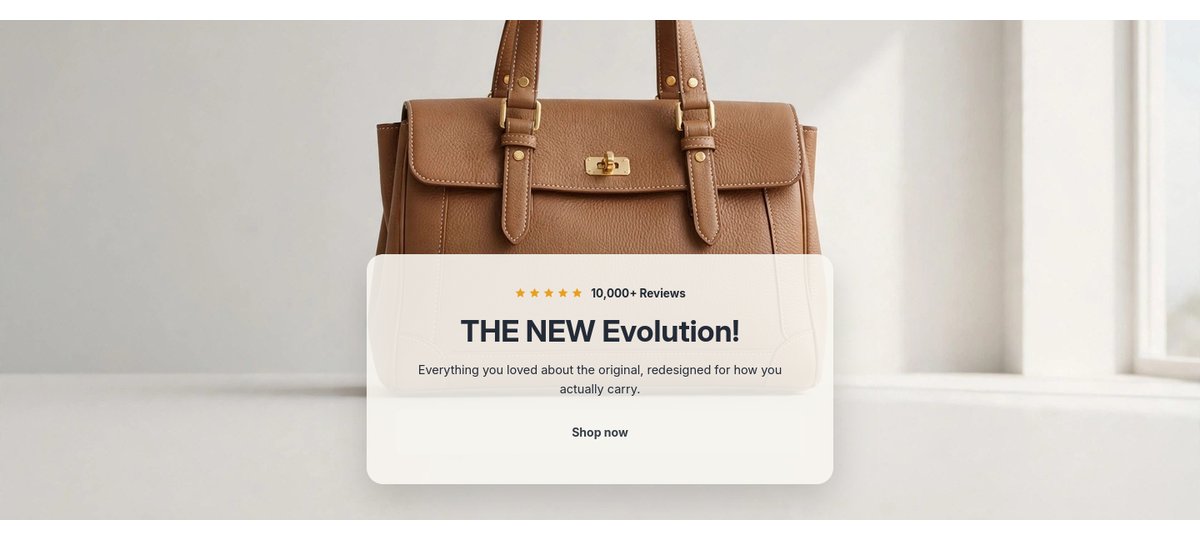 10,000+ Reviews
THE NEW Evolution!
Everything you loved about the original, redesigned for how you
actually carry.
Shop now